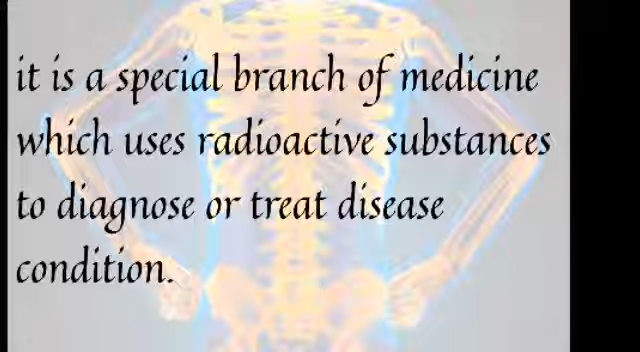 it is a special branch of medicine
which uses radioactive substances
to diagnose or treat disease
condition.